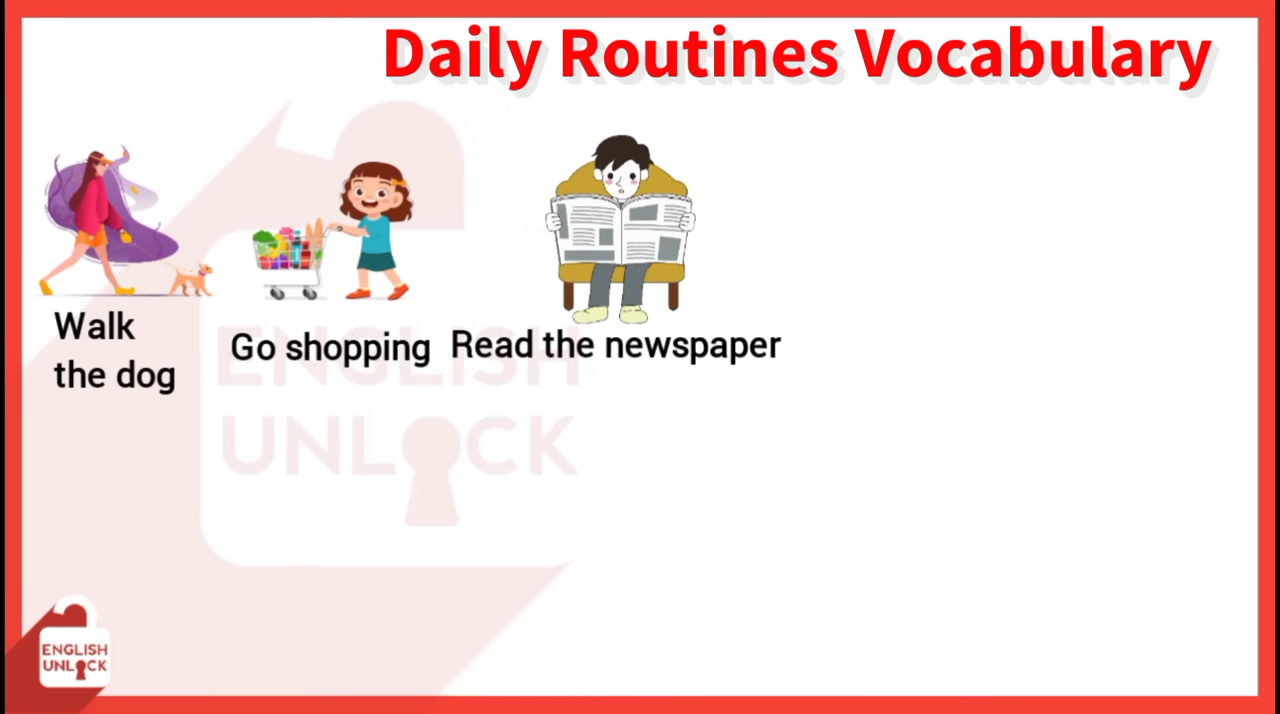 Daily Routines Vocabulary
Walk
the dog
Go shopping
Read the newspaper
ENGLISH
UNLOCK
ENGLISH
UNLOCK